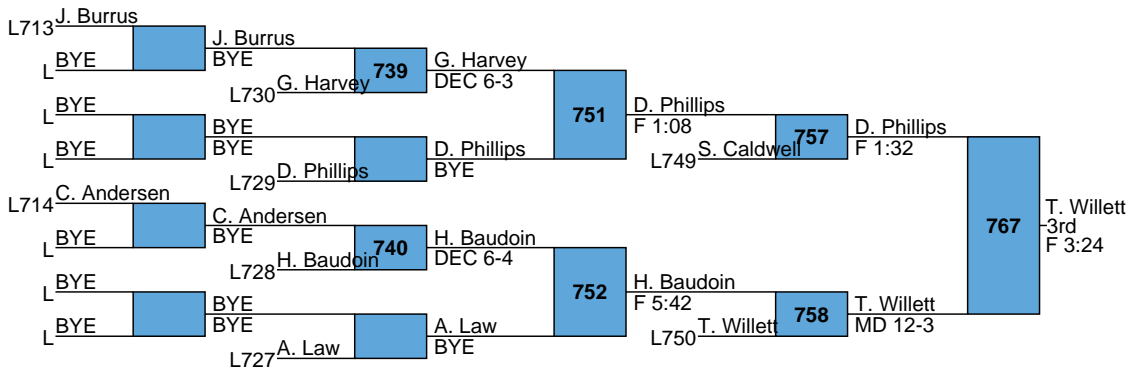 L713 J. Burrus
L BYE
J. Burrus
BYE
L730 G. Harvey
739
G. Harvey
DEC 6-3
L BYE
L BYE
BYE
BYE
L729 D. Phillips
D. Phillips
BYE
751
D. Phillips
F 1:08
L749 S. Caldwell
757
D. Phillips
F 1:32
L714 C. Andersen
L BYE
C. Andersen
BYE
L728 H. Baudoin
740
H. Baudoin
DEC 6-4
L BYE
L BYE
BYE
BYE
L727 A. Law
A. Law
BYE
752
H. Baudoin
F 5:42
L750 T. Willett
758
T. Willett
MD 12-3
767
T. Willett
3rd
F 3:24